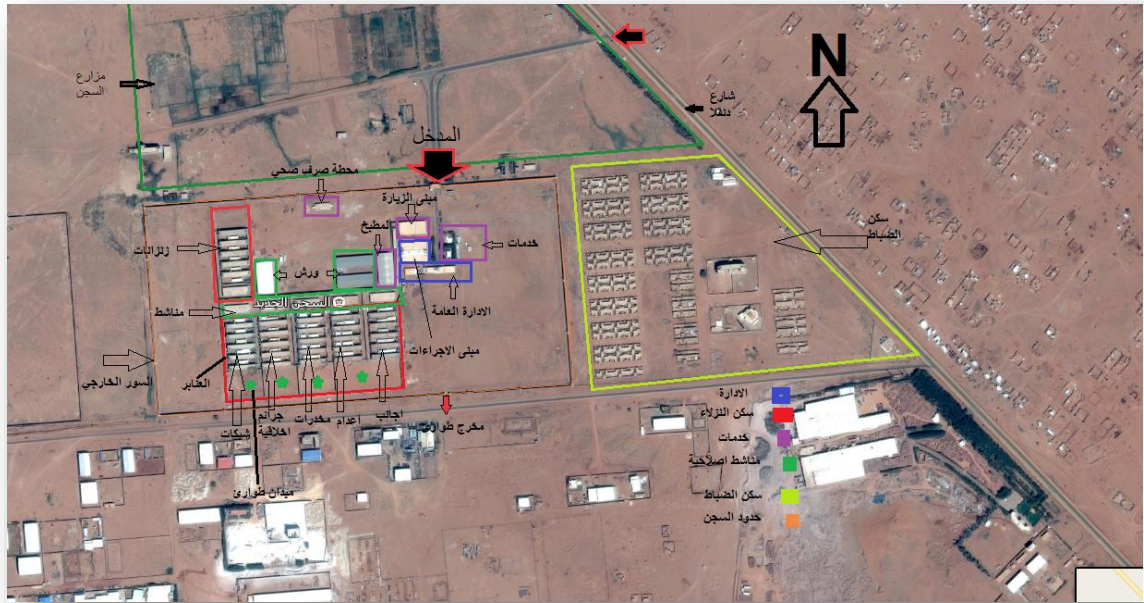 N
مزارع
السجن
شارع
دنقلا
المدخل
محطة صرف صحي
مبنى الزيارة
المطبخ
خدمات
سكن
الضباط
زنزانات
ورش
السجن الجديد
الادارة العامة
مناشط
مبنى الاجراءات
السور الخارجي
العنابر
شيكات
جرائم
اخلاقية
مخدرات
اعدام
اجانب
مخرج طوارئ
ميدان طوارئ
الادارة
سكن النزلاء
خدمات
مناشط اصلاحية
سكن الضباط
حدود السجن